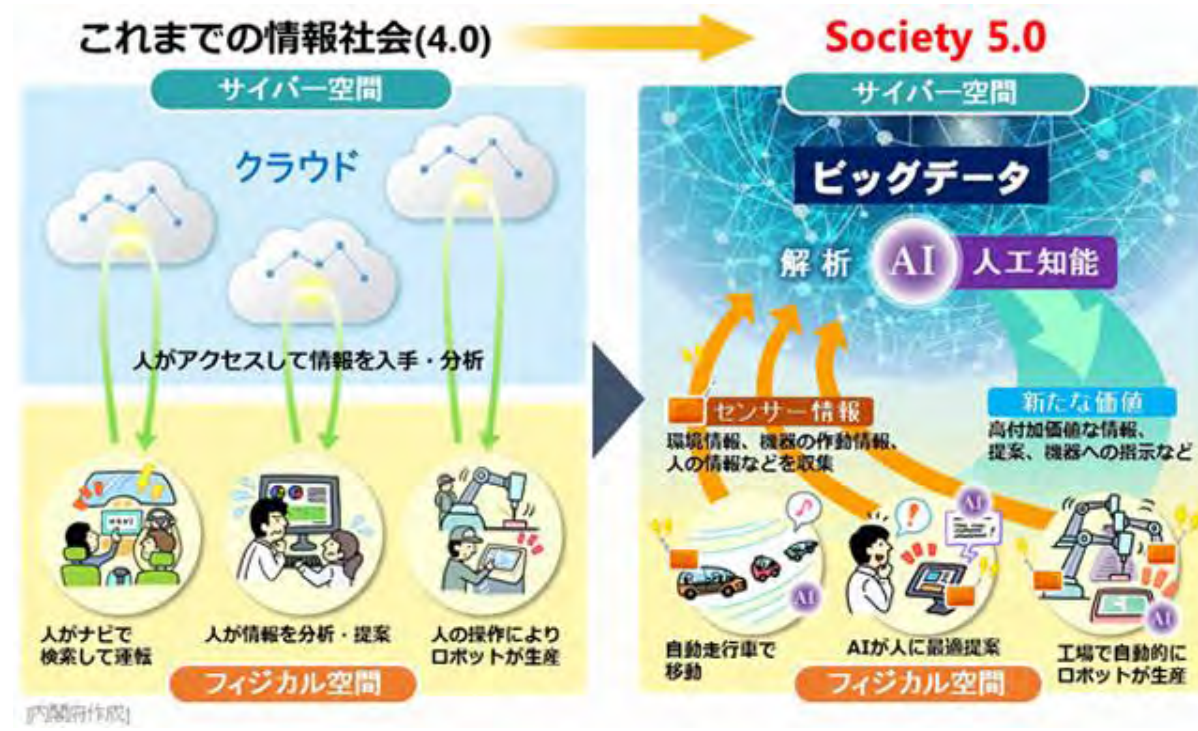 これまでの情報社会(4.0)
Society 5.0
サイバー空間
クラウド
人がアクセスして情報を入手・分析
人がナビで
検索して運転
人が情報を分析・提案
人の操作により
ロボットが生産
フィジカル空間
[内閣府作成]
サイバー空間
ビッグデータ
解析
AI
人工知能
センサー情報
環境情報、機器の作動情報、
人の情報などを収集
新たな価値
高付加価値な情報、
提案、機器への指示など
AI
AI
AI
自動走行車で
移動
AIが人に最適提案
工場で自動的に
ロボットが生産
フィジカル空間